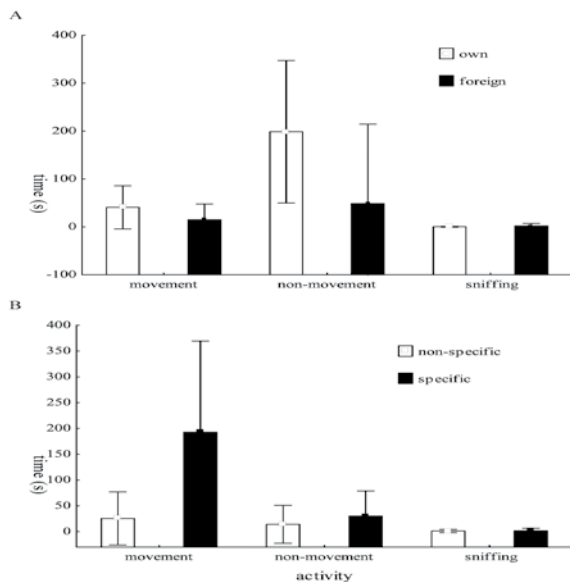 A
400
300
200
100
0
-100
time (s)
own
foreign
movement
non-movement
sniffing
B
400
350
300
250
200
150
100
50
0
time (s)
non-specific
specific
movement
non-movement
sniffing
activity